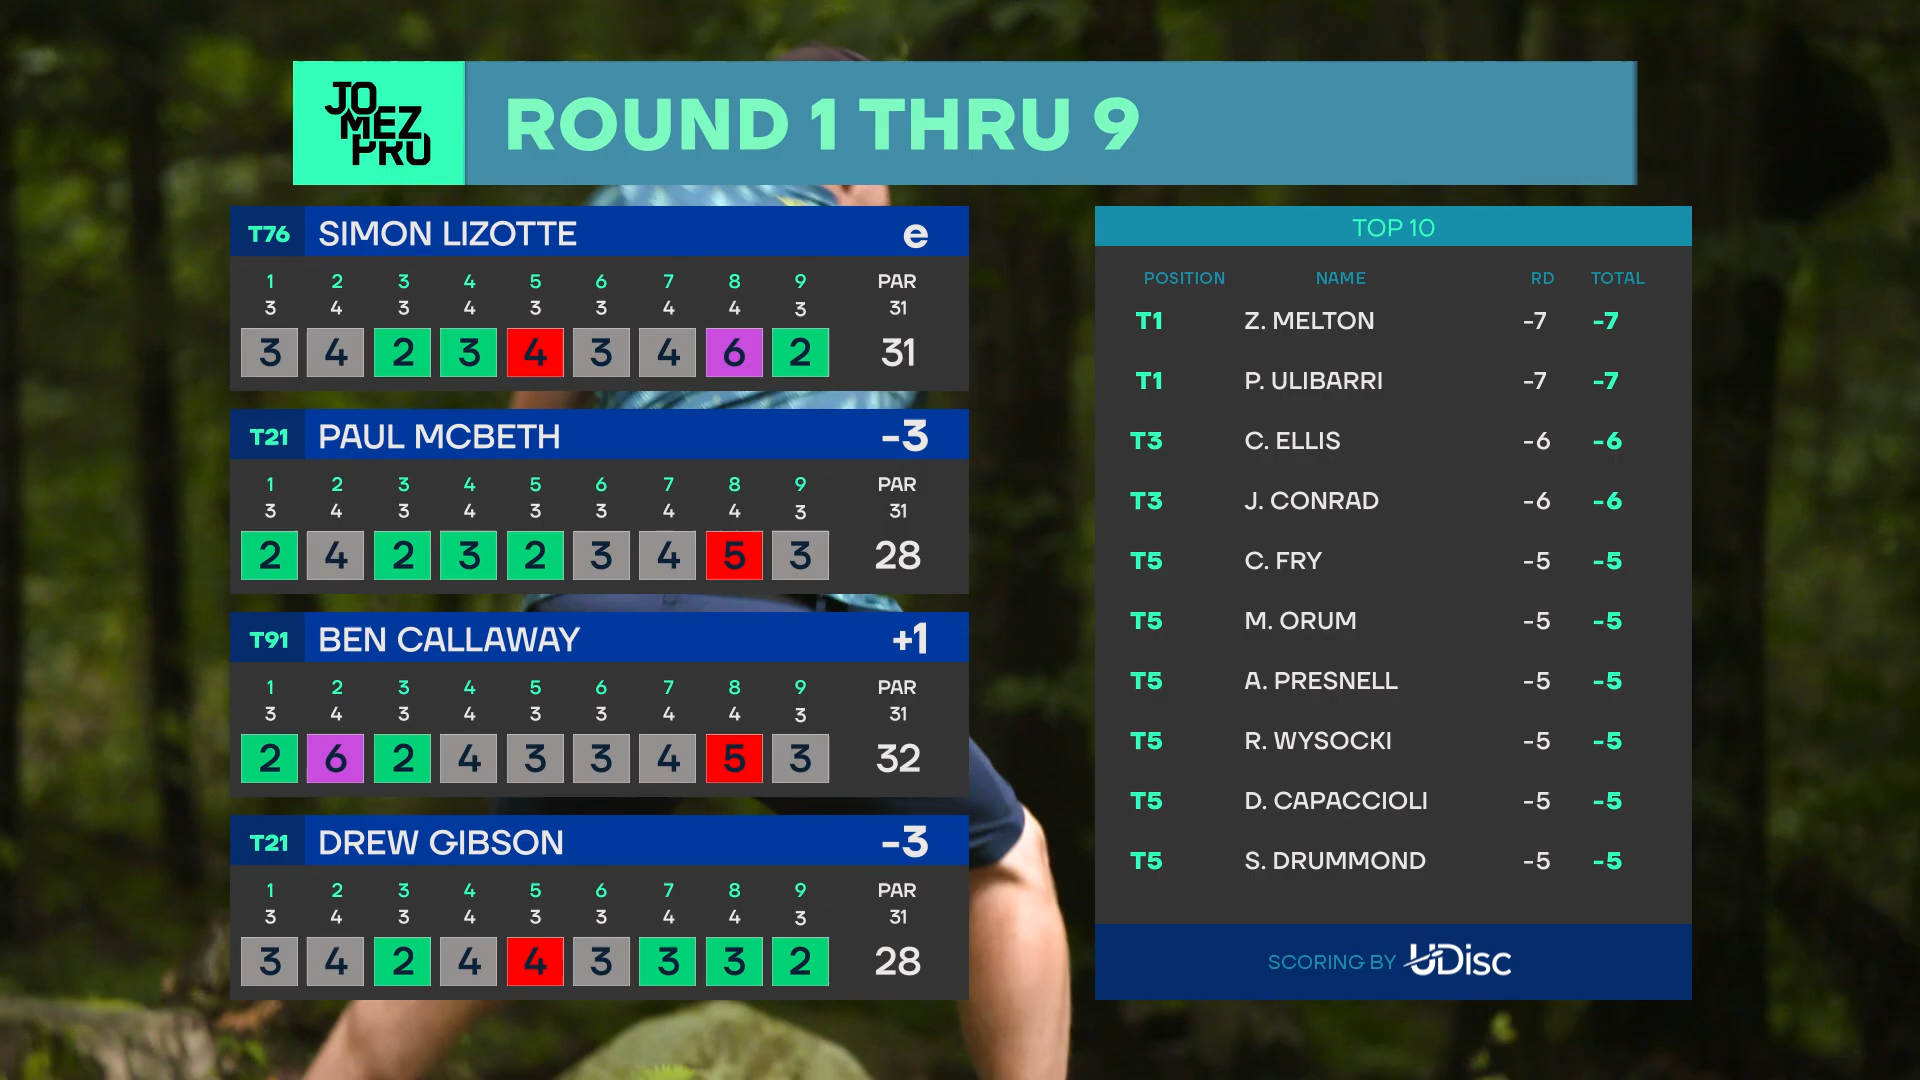 JO
MEZ
PRO
ROUND 1 THRU 9
T76 SIMON LIZOTTE e
1 2 3 4 5 6 7 8 9 PAR
3 4 3 4 3 3 4 4 3 31
3 4 2 3 4 3 4 6 2 31
T21 PAUL MCBETH -3
1 2 3 4 5 6 7 8 9 PAR
3 4 3 4 3 3 4 4 3 31
2 4 2 3 2 3 4 5 3 28
T91 BEN CALLAWAY +1
1 2 3 4 5 6 7 8 9 PAR
3 4 3 4 3 3 4 4 3 31
2 6 2 4 3 3 4 5 3 32
T21 DREW GIBSON -3
1 2 3 4 5 6 7 8 9 PAR
3 4 3 4 3 3 4 4 3 31
3 4 2 4 4 3 3 3 2 28
TOP 10
POSITION NAME RD TOTAL
T1 Z. MELTON -7 -7
T1 P. ULIBARRI -7 -7
T3 C. ELLIS -6 -6
T3 J. CONRAD -6 -6
T5 C. FRY -5 -5
T5 M. ORUM -5 -5
T5 A. PRESNELL -5 -5
T5 R. WYSOCKI -5 -5
T5 D. CAPACCIOLI -5 -5
T5 S. DRUMMOND -5 -5
SCORING BY UDisc